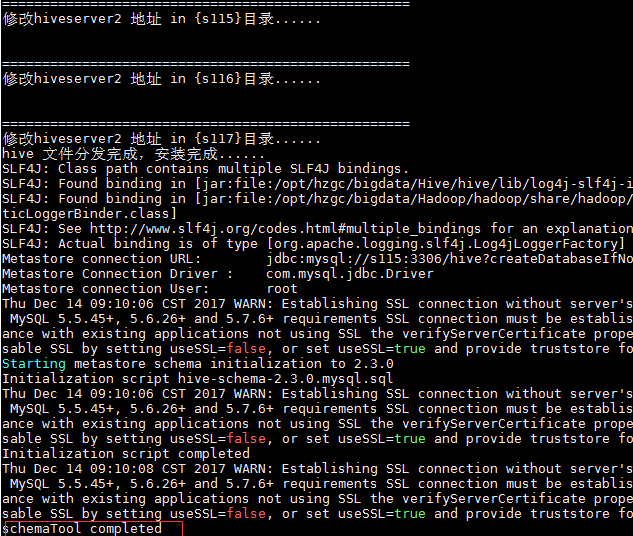 ==================================================
修改hiveserver2 地址 in {s115}目录......
==================================================
修改hiveserver2 地址 in {s116}目录......
==================================================
修改hiveserver2 地址 in {s117}目录......
hive 文件分发完成，安装完成......
SLF4J: Class path contains multiple SLF4J bindings.
SLF4J: Found binding in [jar:file:/opt/hzgc/bigdata/Hive/hive/lib/log4j-slf4j-i
SLF4J: Found binding in [jar:file:/opt/hzgc/bigdata/Hadoop/hadoop/share/hadoop/
ticLoggerBinder.class]
SLF4J: See http://www.slf4j.org/codes.html#multiple_bindings for an explanation
SLF4J: Actual binding is of type [org.apache.logging.slf4j.Log4jLoggerFactory]
Metastore connection URL: jdbc:mysql://s115:3306/hive?createDatabaseIfNo
Metastore Connection Driver : com.mysql.jdbc.Driver
Metastore connection User: root
Thu Dec 14 09:10:06 CST 2017 WARN: Establishing SSL connection without server's
MySQL 5.5.45+, 5.6.26+ and 5.7.6+ requirements SSL connection must be establis
ance with existing applications not using SSL the verifyServerCertificate prope
sable SSL by setting useSSL=false, or set useSSL=true and provide truststore fo
Starting metastore schema initialization to 2.3.0
Initialization script hive-schema-2.3.0.mysql.sql
Thu Dec 14 09:10:06 CST 2017 WARN: Establishing SSL connection without server's
MySQL 5.5.45+, 5.6.26+ and 5.7.6+ requirements SSL connection must be establis
ance with existing applications not using SSL the verifyServerCertificate prope
sable SSL by setting useSSL=false, or set useSSL=true and provide truststore fo
Initialization script completed
Thu Dec 14 09:10:08 CST 2017 WARN: Establishing SSL connection without server's
MySQL 5.5.45+, 5.6.26+ and 5.7.6+ requirements SSL connection must be establis
ance with existing applications not using SSL the verifyServerCertificate prope
sable SSL by setting useSSL=false, or set useSSL=true and provide truststore fo
schemaTool completed